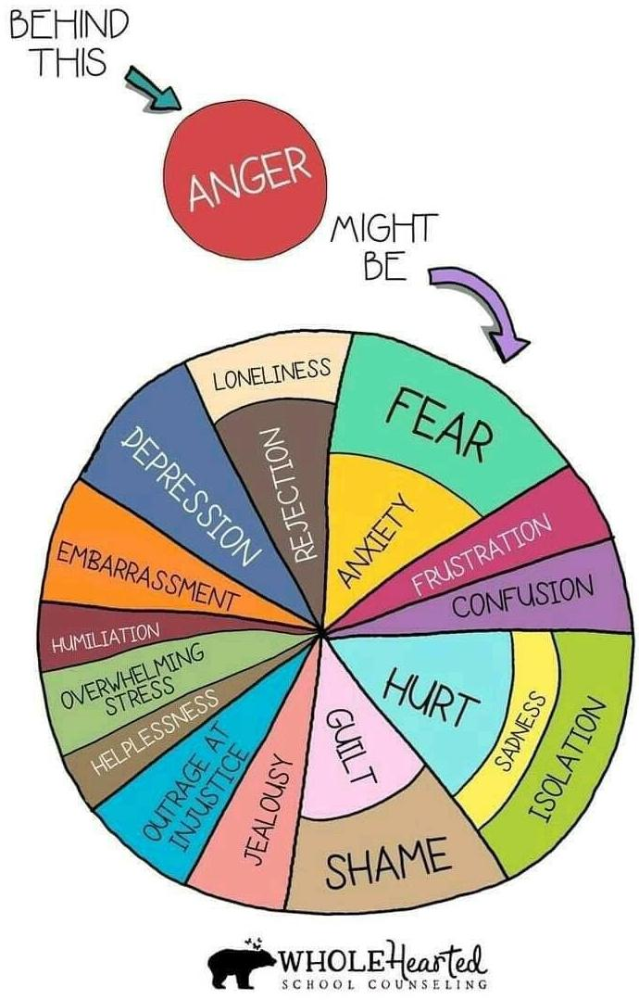 BEHIND
THIS
ANGER
MIGHT
BE
LONELINESS
REJECTION
FEAR
ANXIETY
FRUSTRATION
CONFUSION
HURT
SADNESS
ISOLATION
GUILT
SHAME
JEALOUSY
OUTRAGE AT
INJUSTICE
HELPLESSNESS
OVERWHELMING
STRESS
HUMILIATION
EMBARRASSMENT
DEPRESSION
WHOLEHearted
SCHOOL COUNSELING